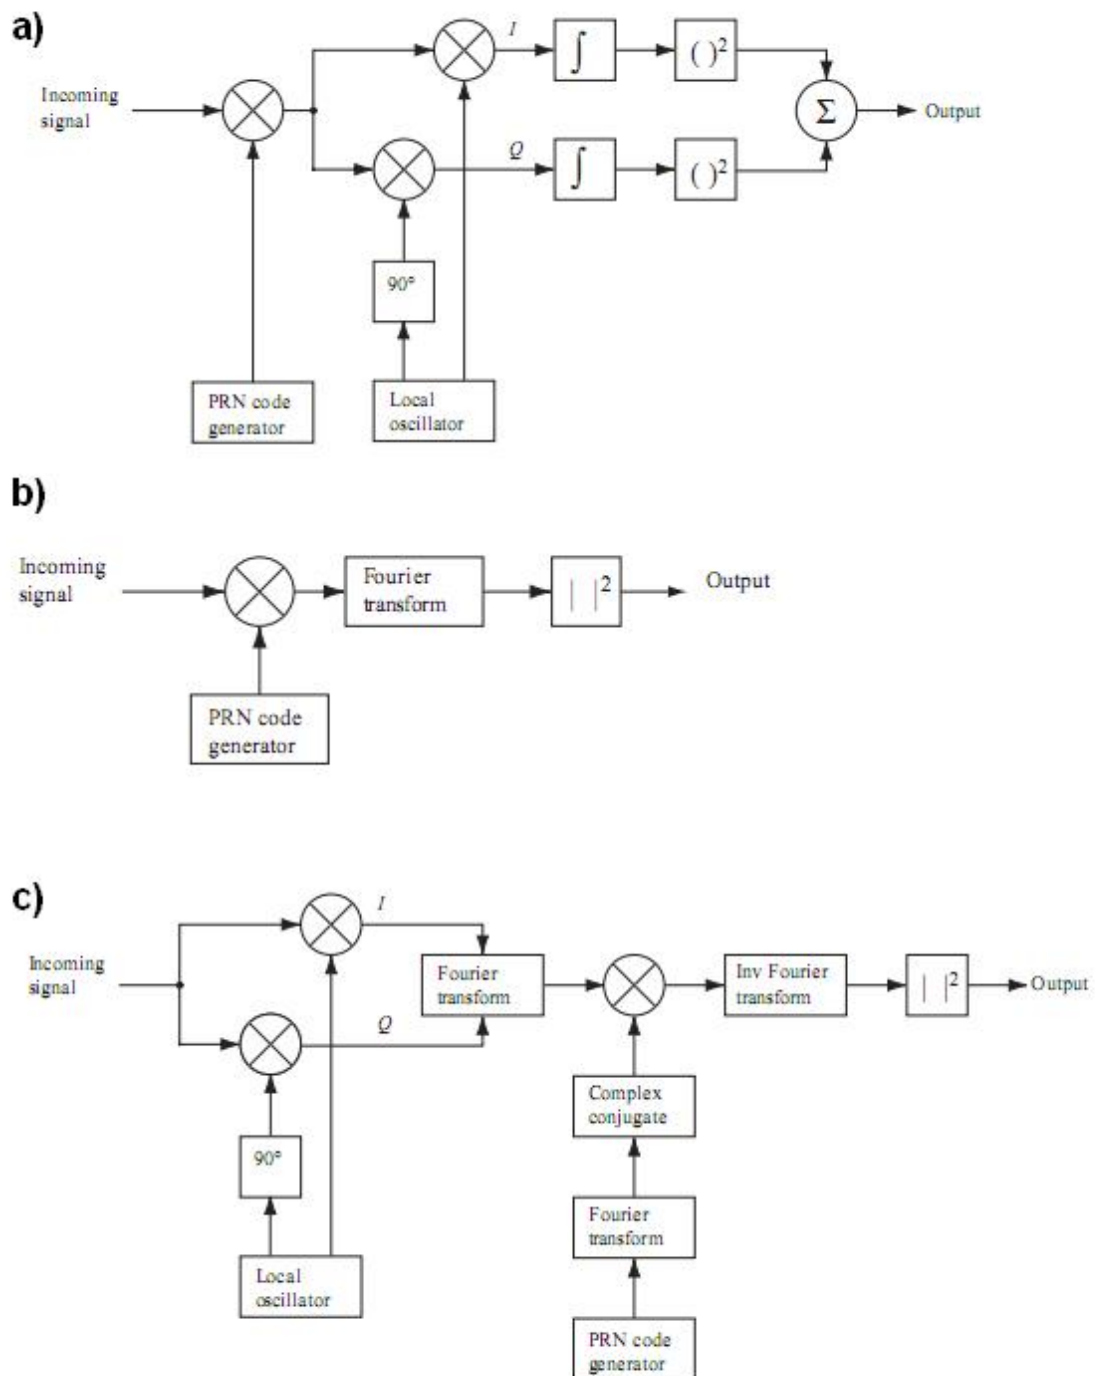 a)
I
∫
( )²
Incoming
signal
Σ
Output
Q
∫
( )²
90°
PRN code
generator
Local
oscillator
b)
Incoming
signal
Fourier
transform
| |²
Output
PRN code
generator
c)
I
Incoming
signal
Fourier
transform
Inv Fourier
transform
| |²
Output
Q
Complex
conjugate
90°
Fourier
transform
Local
oscillator
PRN code
generator